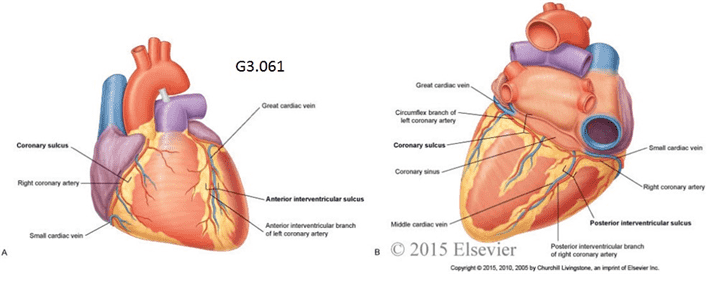 G3.061
Great cardiac vein
Coronary sulcus
Right coronary artery
Anterior interventricular sulcus
Anterior interventricular branch
of left coronary artery
Small cardiac vein
A
Great cardiac vein
Circumflex branch of
left coronary artery
Coronary sulcus
Coronary sinus
Small cardiac vein
Right coronary artery
Middle cardiac vein
Posterior interventricular sulcus
Posterior interventricular branch
of right coronary artery
B
© 2015 Elsevier
Copyright © 2015, 2010, 2005 by Churchill Livingstone, an imprint of Elsevier Inc.